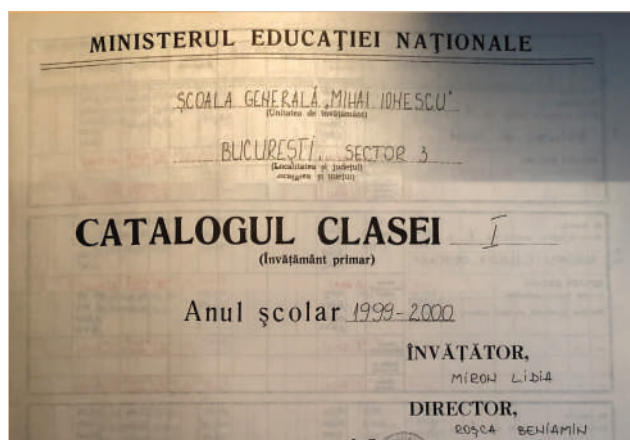 MINISTERUL EDUCAŢIEI NAŢIONALE
ŞCOALA GENERALĂ „MIHAI IONESCU"
(Unitatea de învăţământ)
BUCUREŞTI, SECTOR 3
(Localitatea şi judeţul)
CATALOGUL CLASEI I
(Învăţământ primar)
Anul şcolar 1999-2000
ÎNVĂŢĂTOR,
MIRON LIDIA
DIRECTOR,
ROŞCA BENIAMIN